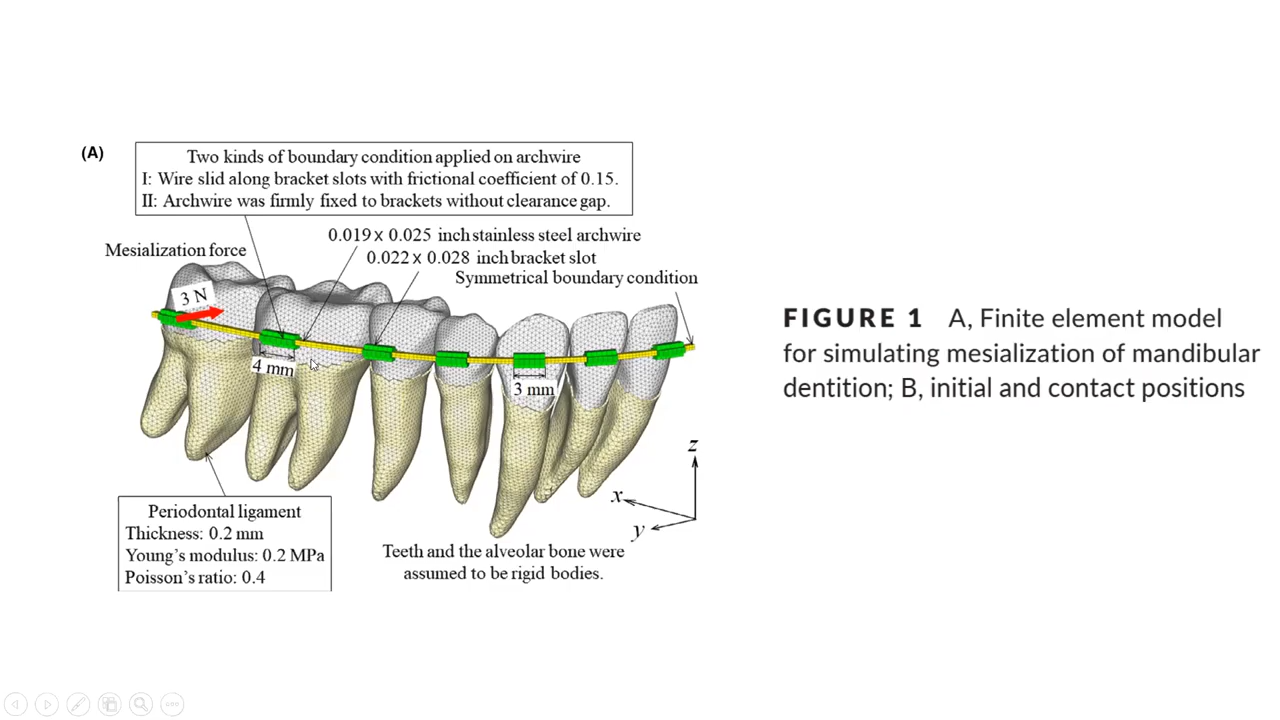 (A)
Two kinds of boundary condition applied on archwire
I: Wire slid along bracket slots with frictional coefficient of 0.15.
II: Archwire was firmly fixed to brackets without clearance gap.
0.019 x 0.025 inch stainless steel archwire
Mesialization force
0.022 x 0.028 inch bracket slot
Symmetrical boundary condition
3 N
4 mm
3 mm
z
x
y
Periodontal ligament
Thickness: 0.2 mm
Young's modulus: 0.2 MPa
Poisson's ratio: 0.4
Teeth and the alveolar bone were
assumed to be rigid bodies.
FIGURE 1 A, Finite element model
for simulating mesialization of mandibular
dentition; B, initial and contact positions